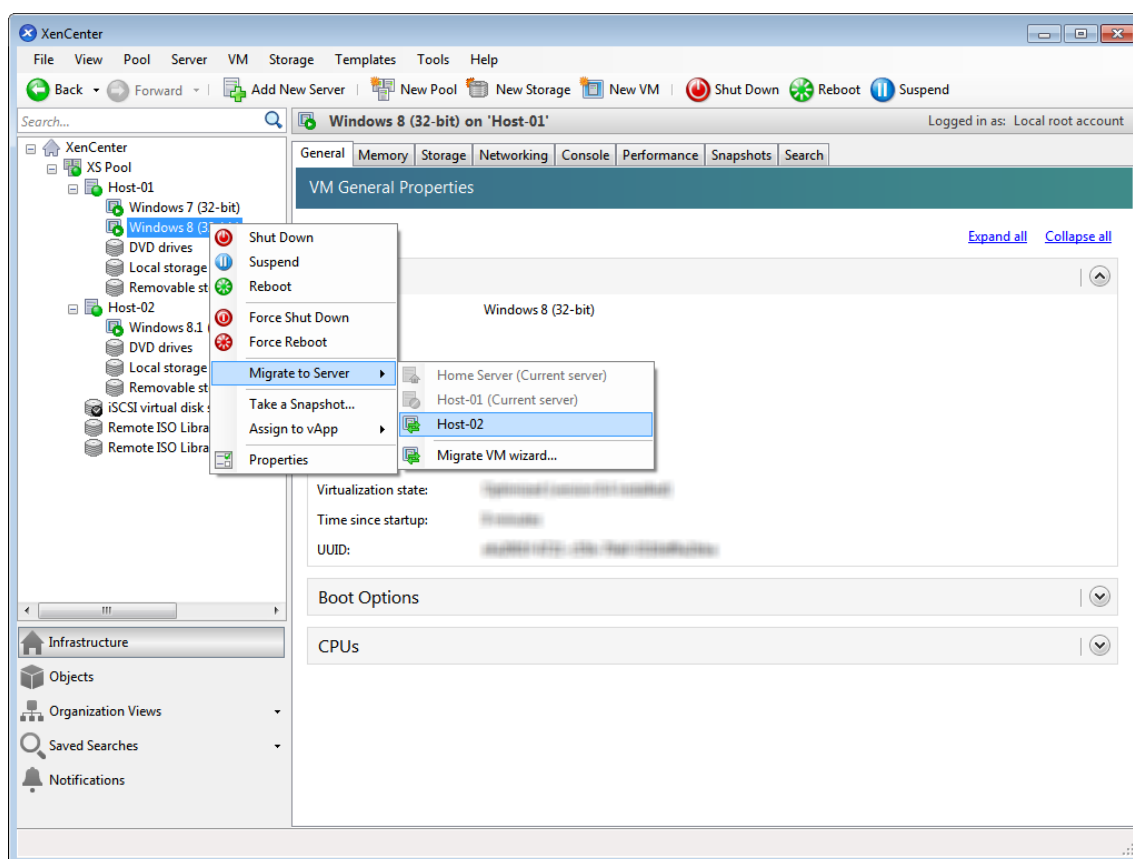 XenCenter
File View Pool Server VM Storage Templates Tools Help
Back Forward Add New Server New Pool New Storage New VM Shut Down Reboot Suspend
Search...
Windows 8 (32-bit) on 'Host-01' Logged in as: Local root account
XenCenter
XS Pool
Host-01
Windows 7 (32-bit)
Windows 8 (3
DVD drives
Local storage
Removable st
Host-02
Windows 8.1 (
DVD drives
Local storage
Removable st
iSCSI virtual disk s
Remote ISO Libra
Remote ISO Libra
General Memory Storage Networking Console Performance Snapshots Search
VM General Properties
Expand all Collapse all
Windows 8 (32-bit)
Shut Down
Suspend
Reboot
Force Shut Down
Force Reboot
Migrate to Server
Take a Snapshot...
Assign to vApp
Properties
Home Server (Current server)
Host-01 (Current server)
Host-02
Migrate VM wizard...
Virtualization state:
Time since startup:
UUID:
Boot Options
CPUs
Infrastructure
Objects
Organization Views
Saved Searches
Notifications